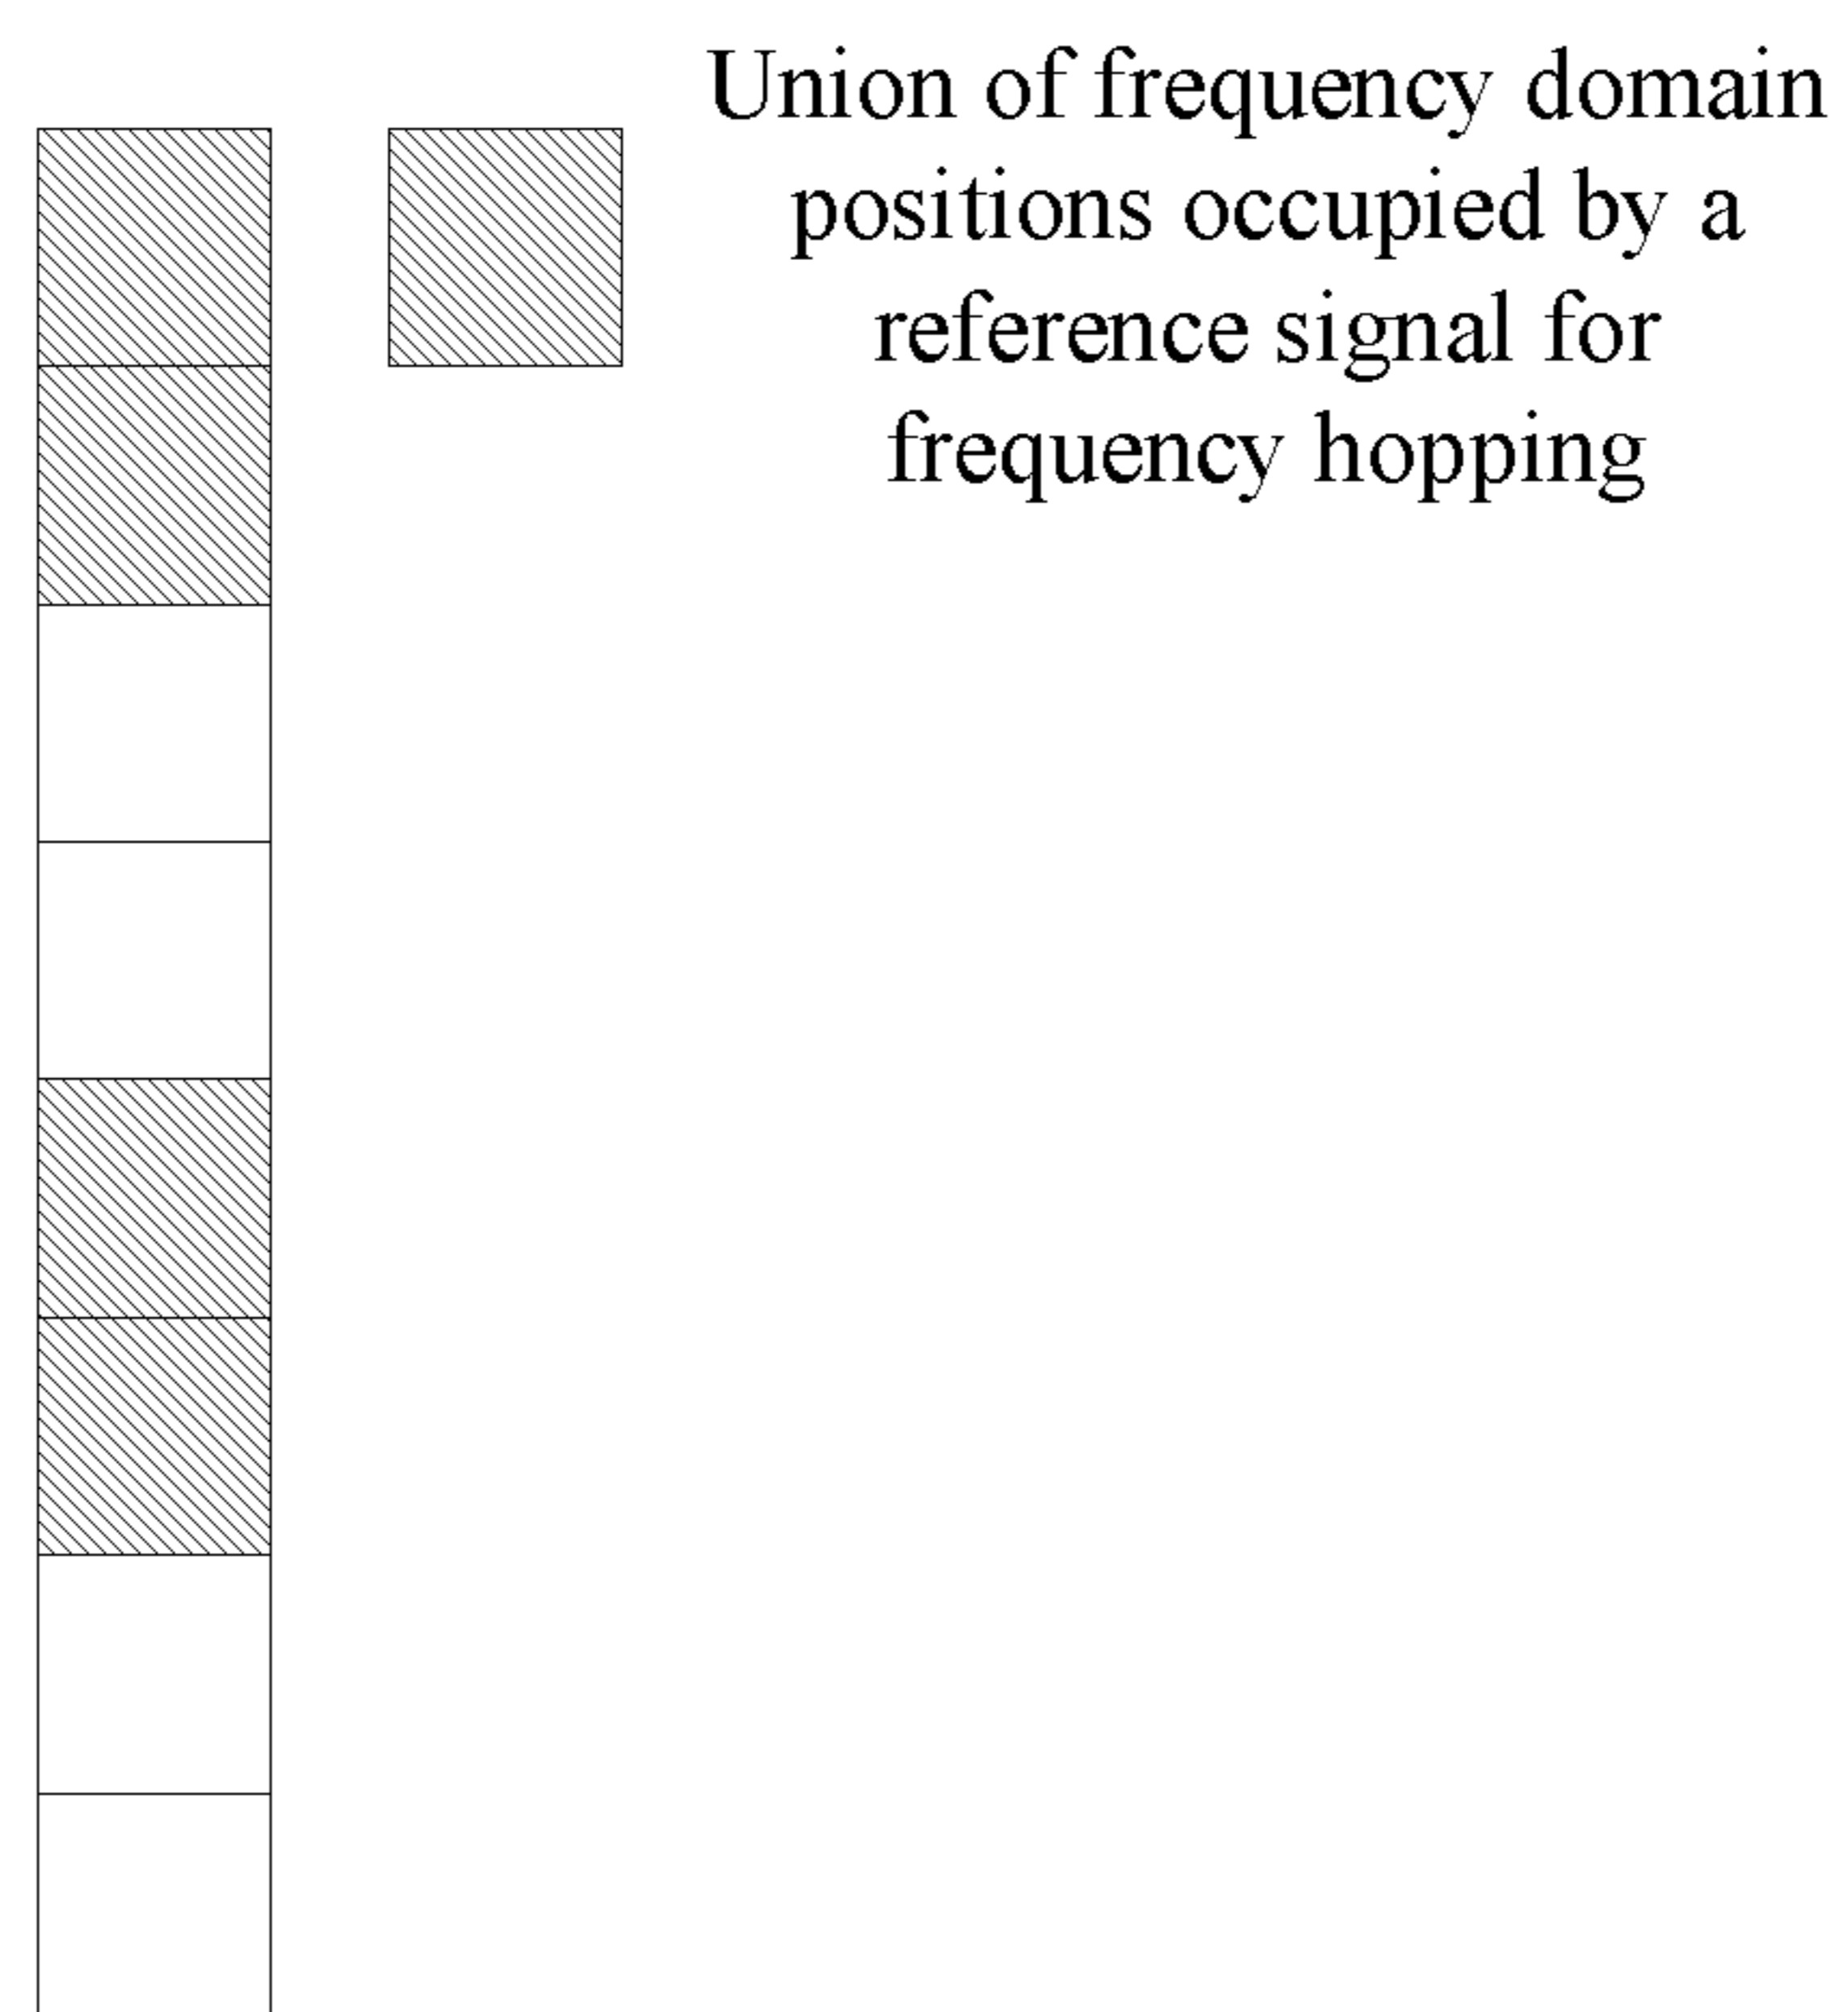 Union of frequency domain
positions occupied by a
reference signal for
frequency hopping